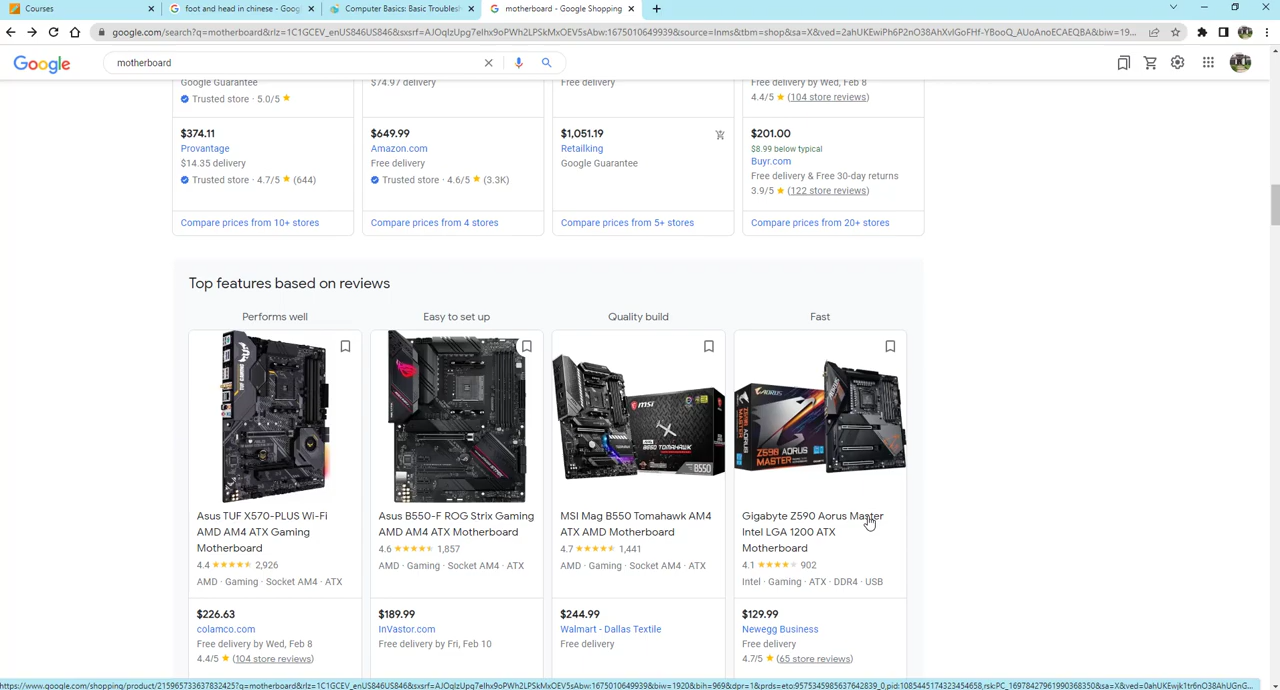 Courses
foot and head in chinese - Goog
Computer Basics: Basic Troubles
motherboard - Google Shopping
google.com/search?q=motherboard&rlz=1C1GCEV_enUS846US846&sxsrf=
Google
motherboard
Google Guarantee
Trusted store · 5.0/5
$74.97 delivery
Free delivery
Free delivery by Wed, Feb 8
4.4/5 (104 store reviews)
$374.11
Provantage
$14.35 delivery
Trusted store · 4.7/5 (644)
Compare prices from 10+ stores
$649.99
Amazon.com
Free delivery
Trusted store · 4.6/5 (3.3K)
Compare prices from 4 stores
$1,051.19
Retailking
Google Guarantee
Compare prices from 5+ stores
$201.00
$8.99 below typical
Buyr.com
Free delivery & Free 30-day returns
3.9/5 (122 store reviews)
Compare prices from 20+ stores
Top features based on reviews
Performs well
Asus TUF X570-PLUS Wi-Fi
AMD AM4 ATX Gaming
Motherboard
4.4 2,926
AMD · Gaming · Socket AM4 · ATX
$226.63
colamco.com
Free delivery by Wed, Feb 8
4.4/5 (104 store reviews)
Easy to set up
Asus B550-F ROG Strix Gaming
AMD AM4 ATX Motherboard
4.6 1,857
AMD · Gaming · Socket AM4 · ATX
$189.99
InVastor.com
Free delivery by Fri, Feb 10
Quality build
msi
TOMAHAWK
B550
MSI Mag B550 Tomahawk AM4
ATX AMD Motherboard
4.7 1,441
AMD · Gaming · Socket AM4 · ATX
$244.99
Walmart - Dallas Textile
Free delivery
Fast
AORUS
Z590 AORUS
MASTER
Gigabyte Z590 Aorus Master
Intel LGA 1200 ATX
Motherboard
4.1 902
Intel · Gaming · ATX · DDR4 · USB
$129.99
Newegg Business
Free delivery
4.7/5 (65 store reviews)